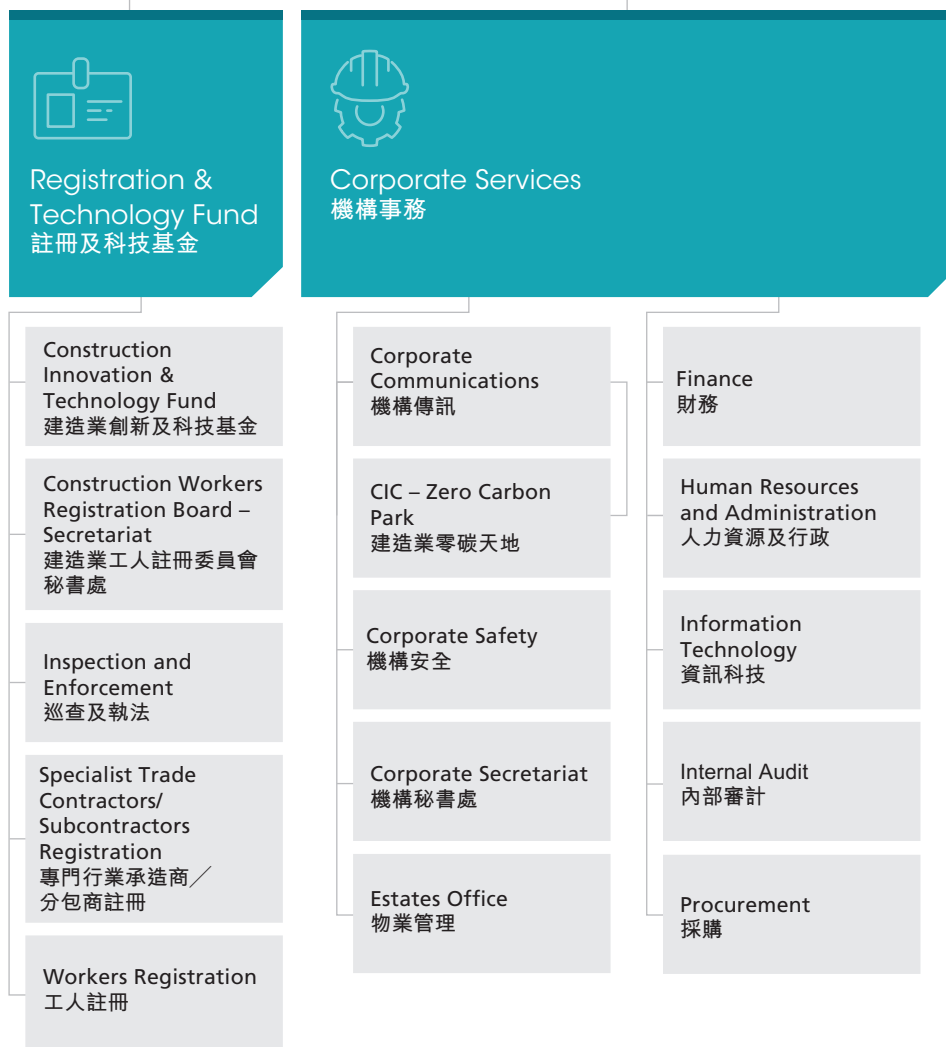 Registration &
Technology Fund
註冊及科技基金
Construction
Innovation &
Technology Fund
建造業創新及科技基金
Construction Workers
Registration Board –
Secretariat
建造業工人註冊委員會
秘書處
Inspection and
Enforcement
巡查及執法
Specialist Trade
Contractors/
Subcontractors
Registration
專門行業承造商╱
分包商註冊
Workers Registration
工人註冊
Corporate Services
機構事務
Corporate
Communications
機構傳訊
CIC – Zero Carbon
Park
建造業零碳天地
Corporate Safety
機構安全
Corporate Secretariat
機構秘書處
Estates Office
物業管理
Finance
財務
Human Resources
and Administration
人力資源及行政
Information
Technology
資訊科技
Internal Audit
內部審計
Procurement
採購